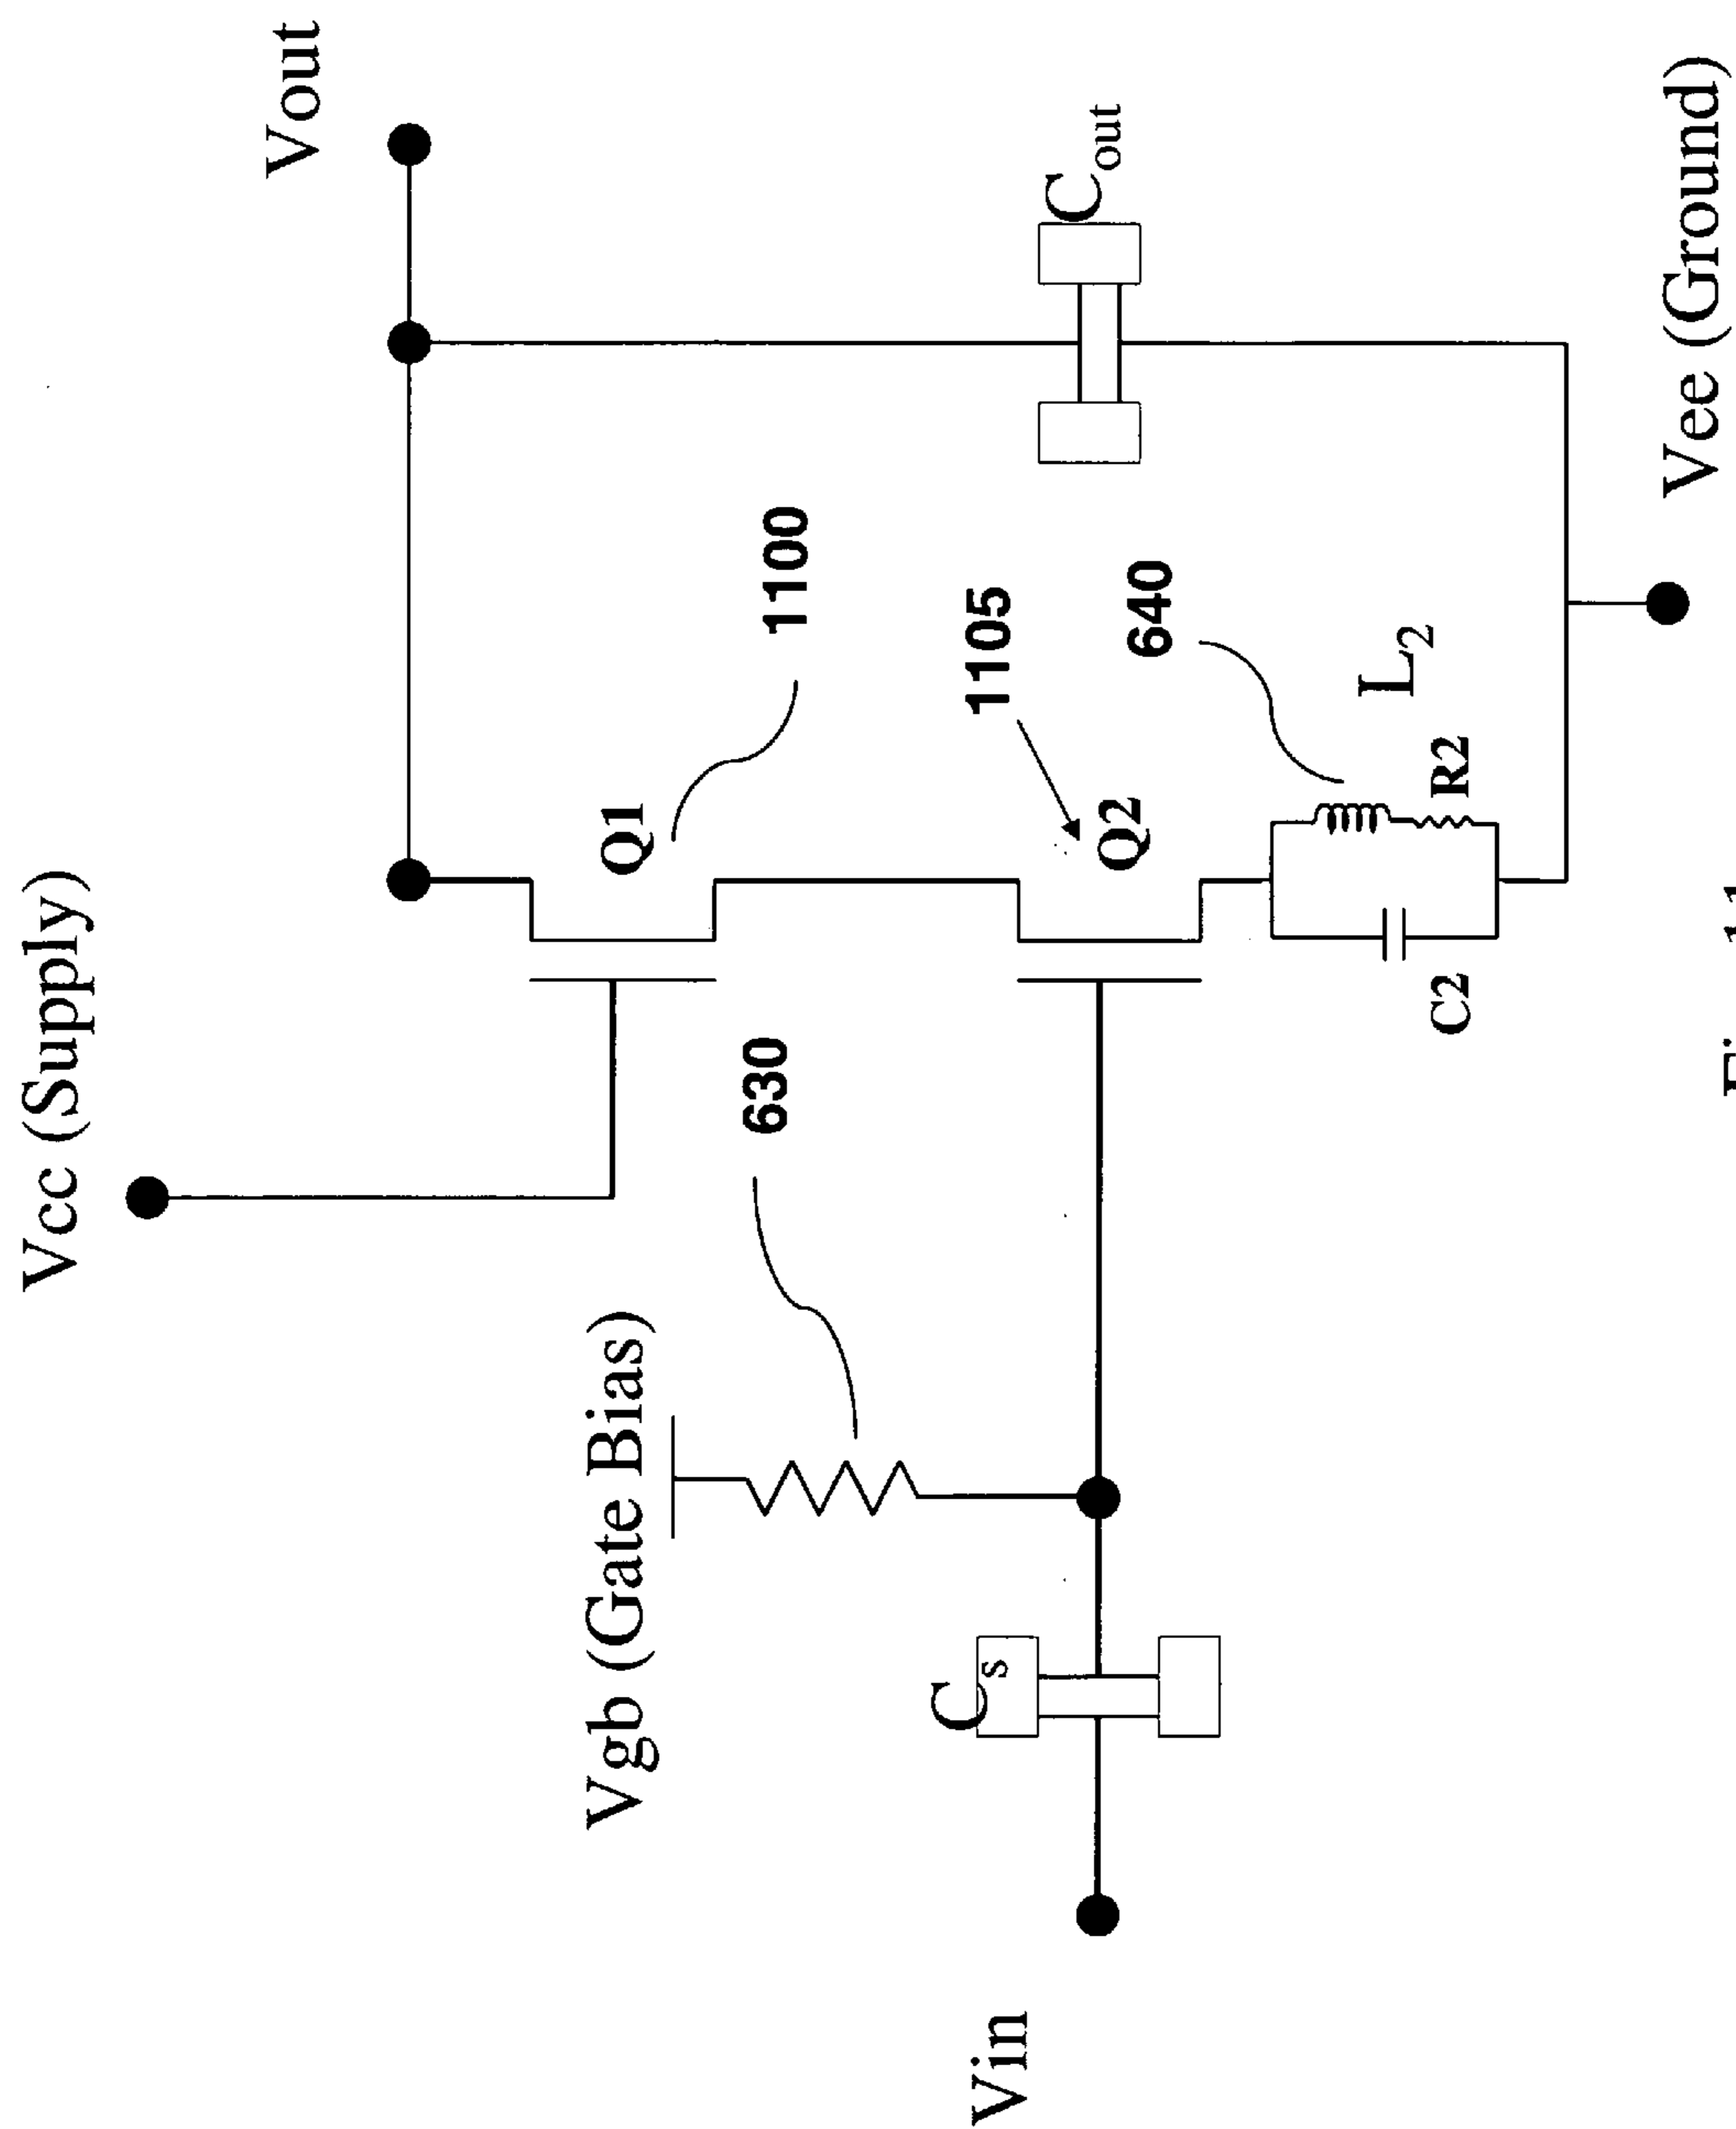 Vcc (Supply)
Vout
Vgb (Gate Bias)
630
Q1
1100
Vin
Cs
1105
Q2
640
Cout
C2
R2
L2
Vee (Ground)